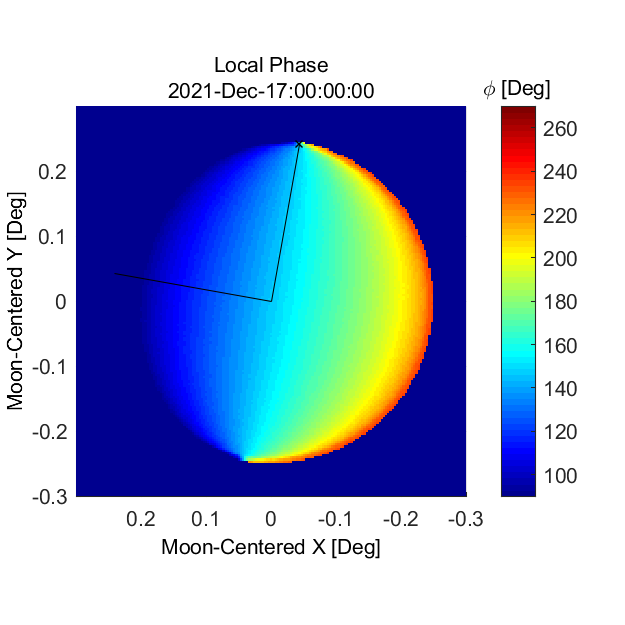 Local Phase
2021-Dec-17:00:00:00
ϕ [Deg]
0.2
0.1
0
-0.1
-0.2
-0.3
Moon-Centered Y [Deg]
0.2 0.1 0 -0.1 -0.2 -0.3
Moon-Centered X [Deg]
260
240
220
200
180
160
140
120
100